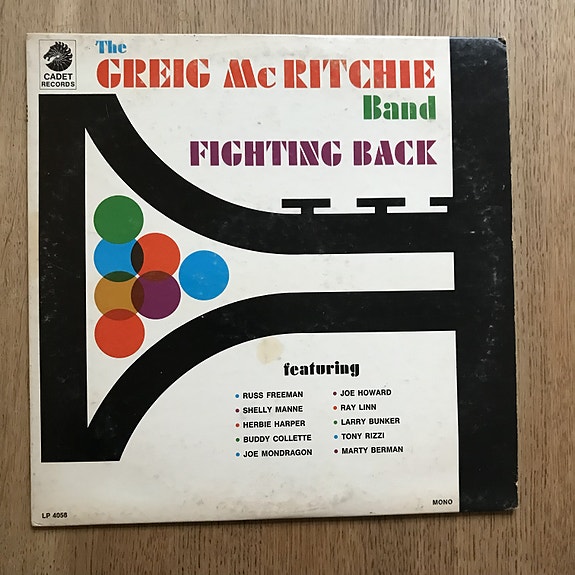 CADET
RECORDS
The
GREIG McRITCHIE
Band
FIGHTING BACK
featuring
RUSS FREEMAN
SHELLY MANNE
HERBIE HARPER
BUDDY COLLETTE
JOE MONDRAGON
JOE HOWARD
RAY LINN
LARRY BUNKER
TONY RIZZI
MARTY BERMAN
LP 4058
MONO